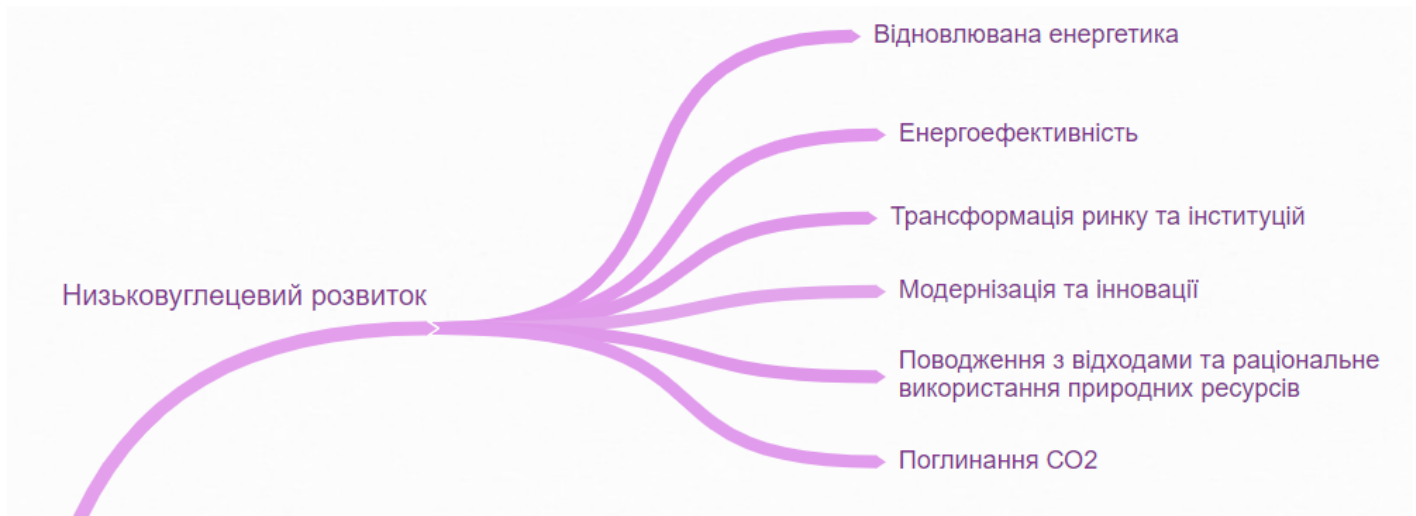 Відновлювана енергетика
Енергоефективність
Трансформація ринку та інституцій
Низьковуглецевий розвиток
Модернізація та інновації
Поводження з відходами та раціональне
використання природних ресурсів
Поглинання СО2